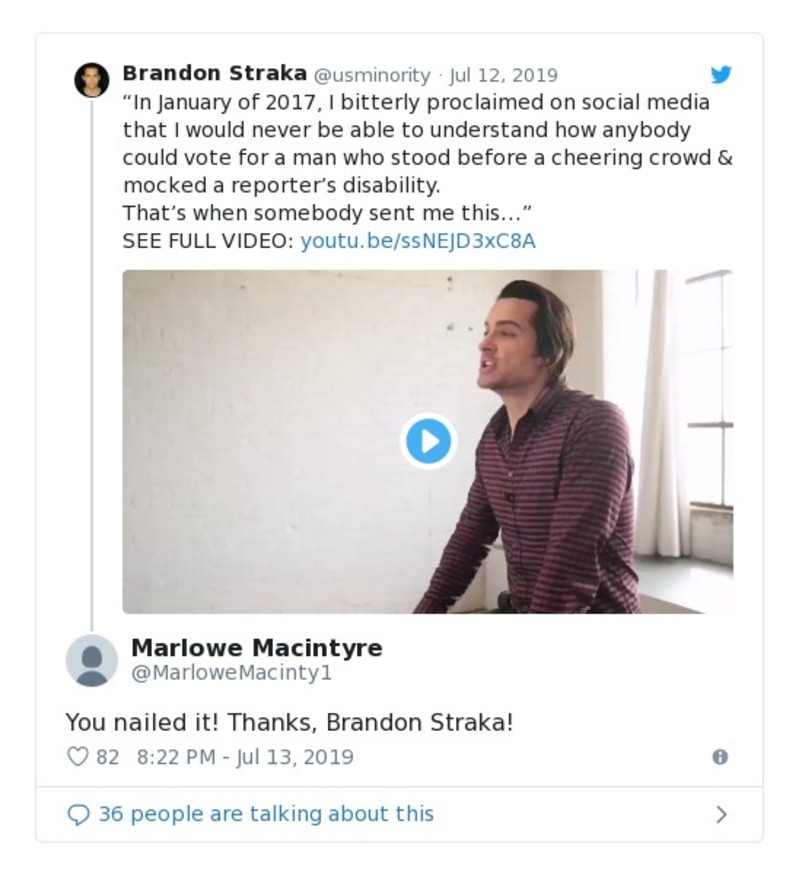 Brandon Straka @usminority · Jul 12, 2019
“In January of 2017, I bitterly proclaimed on social media
that I would never be able to understand how anybody
could vote for a man who stood before a cheering crowd &
mocked a reporter’s disability.
That’s when somebody sent me this…”
SEE FULL VIDEO: youtu.be/ssNEJD3xC8A
Marlowe Macintyre
@MarloweMacinty1
You nailed it! Thanks, Brandon Straka!
82 8:22 PM - Jul 13, 2019
36 people are talking about this